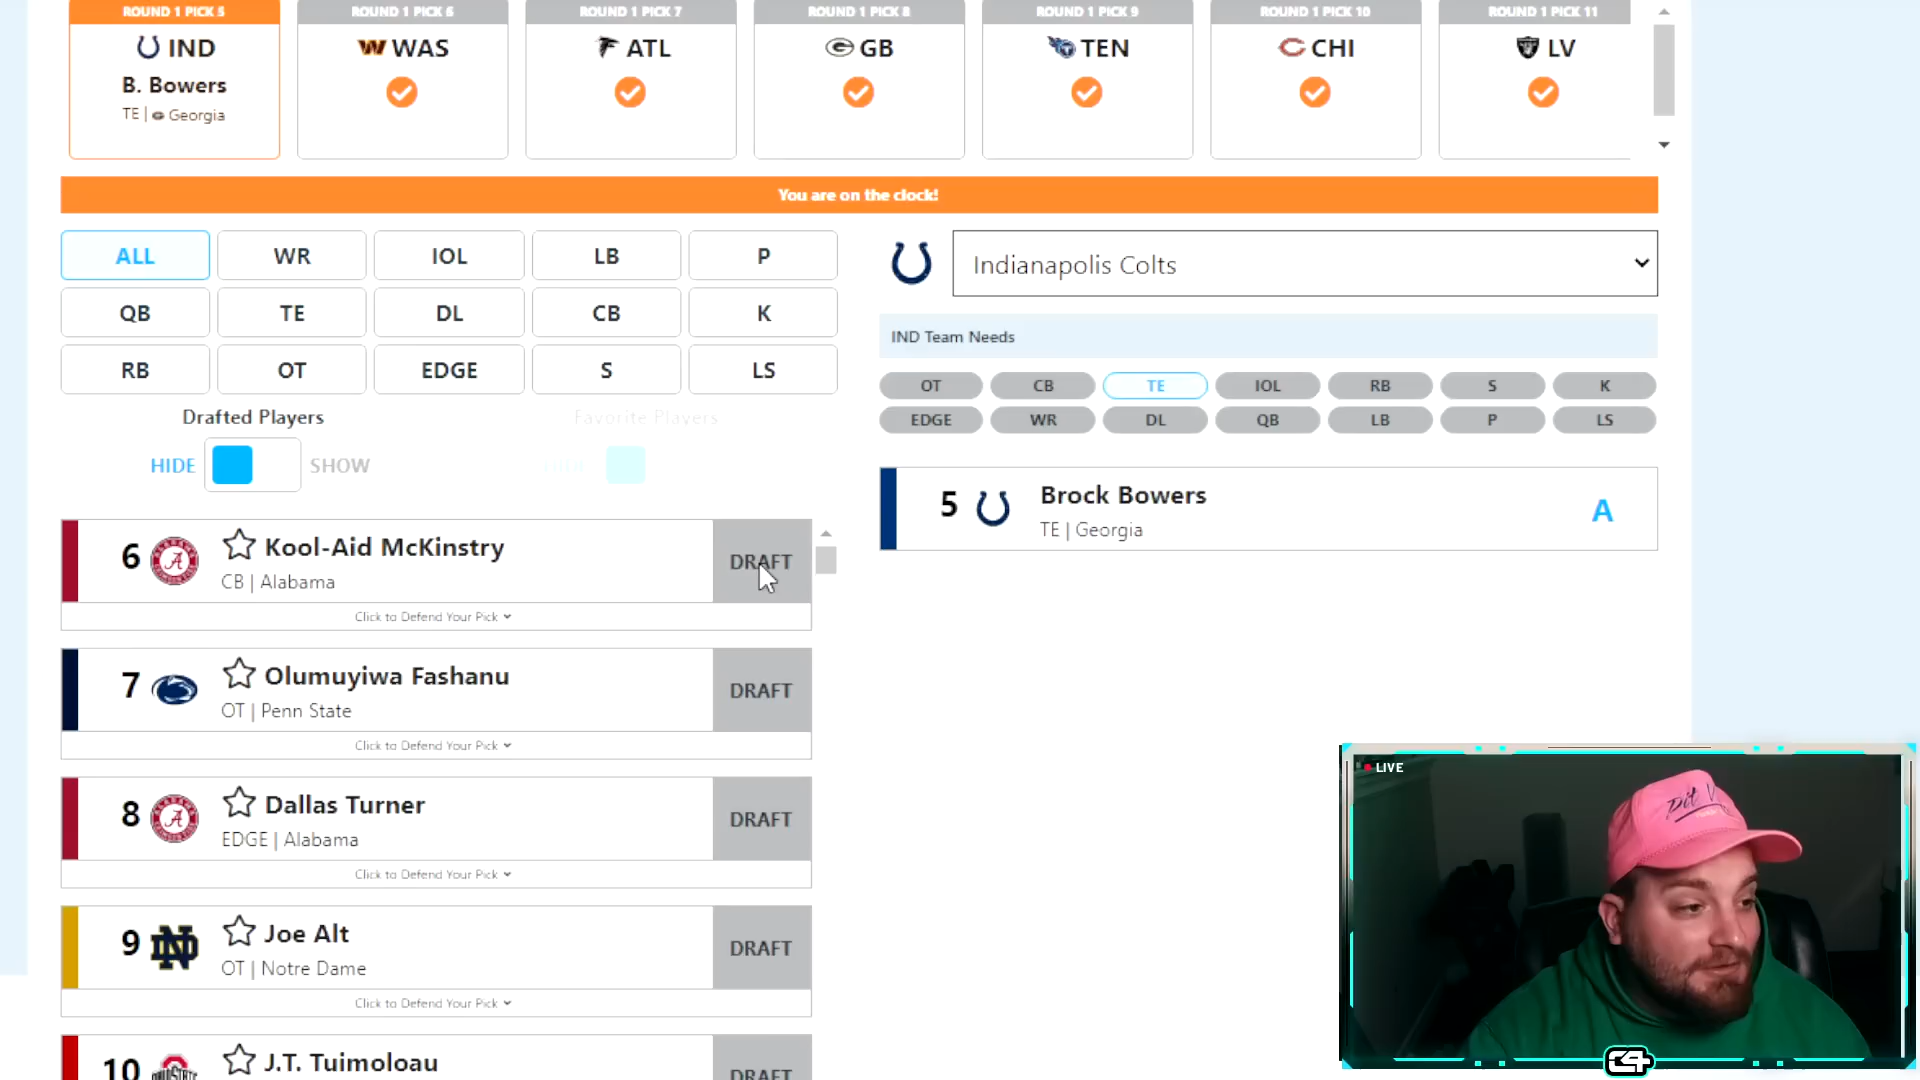 ROUND 1 PICK 5
IND
B. Bowers
TE | Georgia
ROUND 1 PICK 6
WAS
ROUND 1 PICK 7
ATL
ROUND 1 PICK 8
GB
ROUND 1 PICK 9
TEN
ROUND 1 PICK 10
CHI
ROUND 1 PICK 11
LV
You are on the clock!
ALL WR IOL LB P
QB TE DL CB K
RB OT EDGE S LS
Drafted Players
HIDE SHOW
Favorite Players
Indianapolis Colts
IND Team Needs
OT CB TE IOL RB S K
EDGE WR DL QB LB P LS
5 Brock Bowers A
TE | Georgia
6 Kool-Aid McKinstry
CB | Alabama
DRAFT
Click to Defend Your Pick
7 Olumuyiwa Fashanu
OT | Penn State
DRAFT
Click to Defend Your Pick
8 Dallas Turner
EDGE | Alabama
DRAFT
Click to Defend Your Pick
9 Joe Alt
OT | Notre Dame
DRAFT
Click to Defend Your Pick
10 J.T. Tuimoloau
DRAFT
LIVE